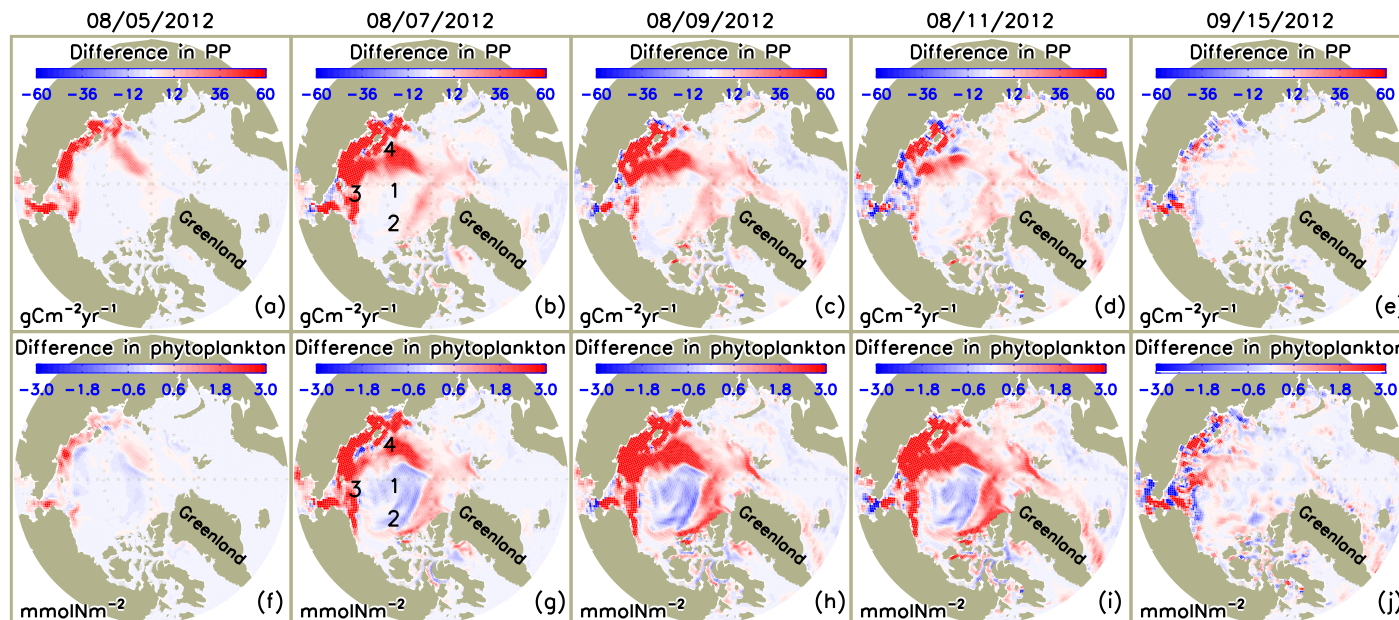 08/05/2012 08/07/2012 08/09/2012 08/11/2012 09/15/2012
Difference in PP Difference in PP Difference in PP Difference in PP Difference in PP
−60 −36 −12 12 36 60 −60 −36 −12 12 36 60 −60 −36 −12 12 36 60 −60 −36 −12 12 36 60 −60 −36 −12 12 36 60
4
3 1
2
Greenland Greenland Greenland Greenland Greenland
gCm⁻²yr⁻¹ (a) gCm⁻²yr⁻¹ (b) gCm⁻²yr⁻¹ (c) gCm⁻²yr⁻¹ (d) gCm⁻²yr⁻¹ (e)
Difference in phytoplankton Difference in phytoplankton Difference in phytoplankton Difference in phytoplankton Difference in phytoplankton
−3.0 −1.8 −0.6 0.6 1.8 3.0 −3.0 −1.8 −0.6 0.6 1.8 3.0 −3.0 −1.8 −0.6 0.6 1.8 3.0 −3.0 −1.8 −0.6 0.6 1.8 3.0 −3.0 −1.8 −0.6 0.6 1.8 3.0
4
3 1
2
Greenland Greenland Greenland Greenland Greenland
mmolNm⁻² (f) mmolNm⁻² (g) mmolNm⁻² (h) mmolNm⁻² (i) mmolNm⁻² (j)